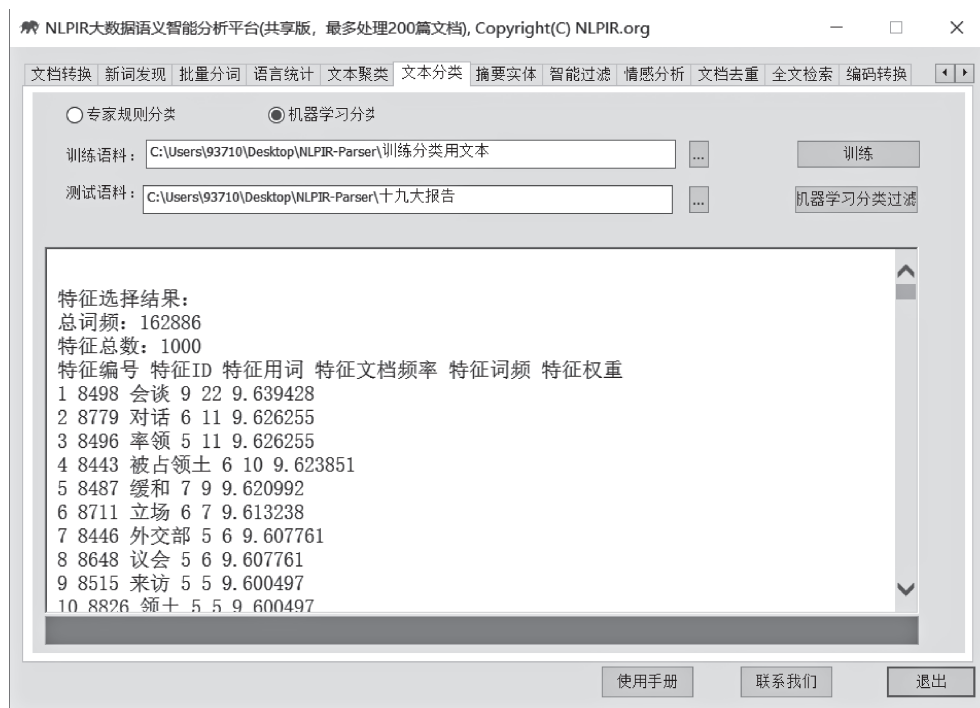 NLPIR大数据语义智能分析平台(共享版，最多处理200篇文档), Copyright(C) NLPIR.org
文档转换 新词发现 批量分词 语言统计 文本聚类 文本分类 摘要实体 智能过滤 情感分析 文档去重 全文检索 编码转换
专家规则分类 机器学习分类
训练语料： C:\Users\93710\Desktop\NLPIR-Parser\训练分类用文本 ... 训练
测试语料： C:\Users\93710\Desktop\NLPIR-Parser\十九大报告 ... 机器学习分类过滤
特征选择结果：
总词频：162886
特征总数：1000
特征编号 特征ID 特征用词 特征文档频率 特征词频 特征权重
1 8498 会谈 9 22 9.639428
2 8779 对话 6 11 9.626255
3 8496 率领 5 11 9.626255
4 8443 被占领土 6 10 9.623851
5 8487 缓和 7 9 9.620992
6 8711 立场 6 7 9.613238
7 8446 外交部 5 6 9.607761
8 8648 议会 5 6 9.607761
9 8515 来访 5 5 9.600497
10 8826 领土 5 5 9.600497
使用手册 联系我们 退出